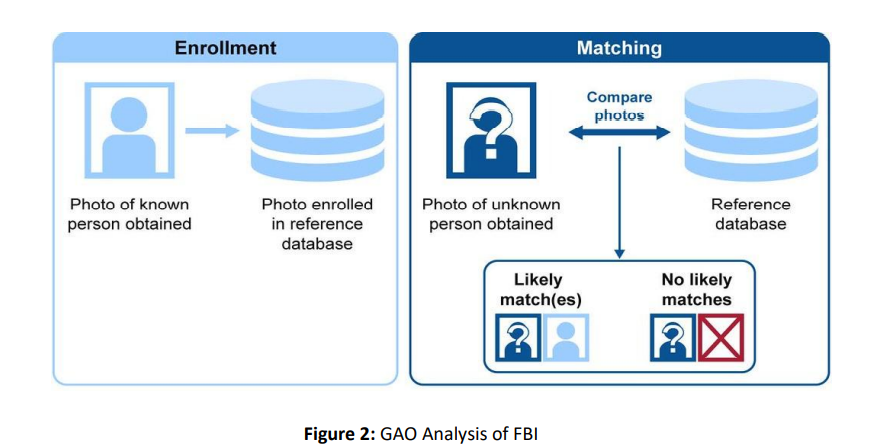 Enrollment
Photo of known
person obtained
Photo enrolled
in reference
database
Matching
Compare
photos
Photo of unknown
person obtained
Reference
database
Likely
match(es)
No likely
matches
?
?
?
Figure 2: GAO Analysis of FBI